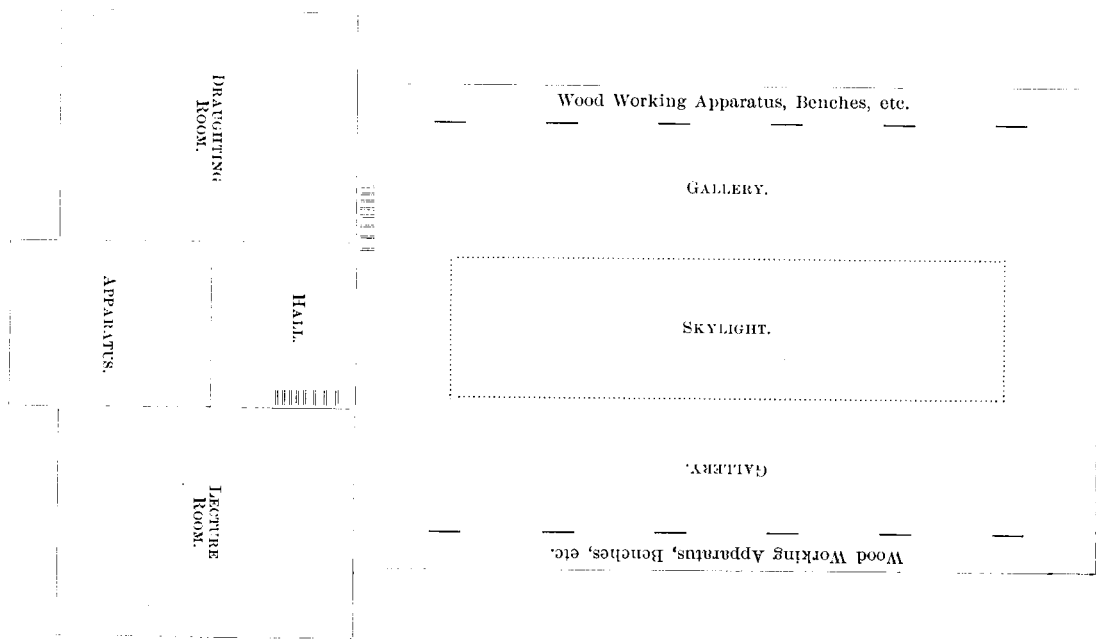 DRAUGHTING
ROOM.
Wood Working Apparatus, Benches, etc.
GALLERY.
APPARATUS.
HALL.
SKYLIGHT.
GALLERY.
LECTURE
ROOM.
Wood Working Apparatus, Benches, etc.